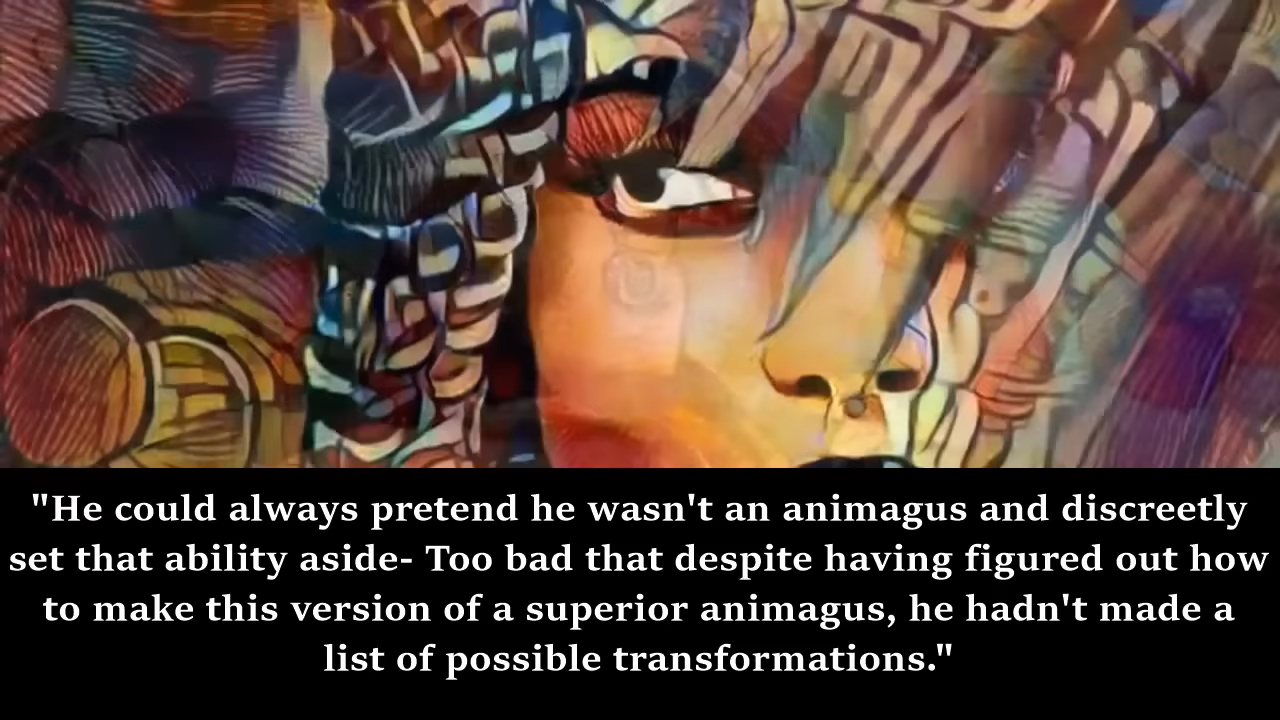 "He could always pretend he wasn't an animagus and discreetly
set that ability aside- Too bad that despite having figured out how
to make this version of a superior animagus, he hadn't made a
list of possible transformations."